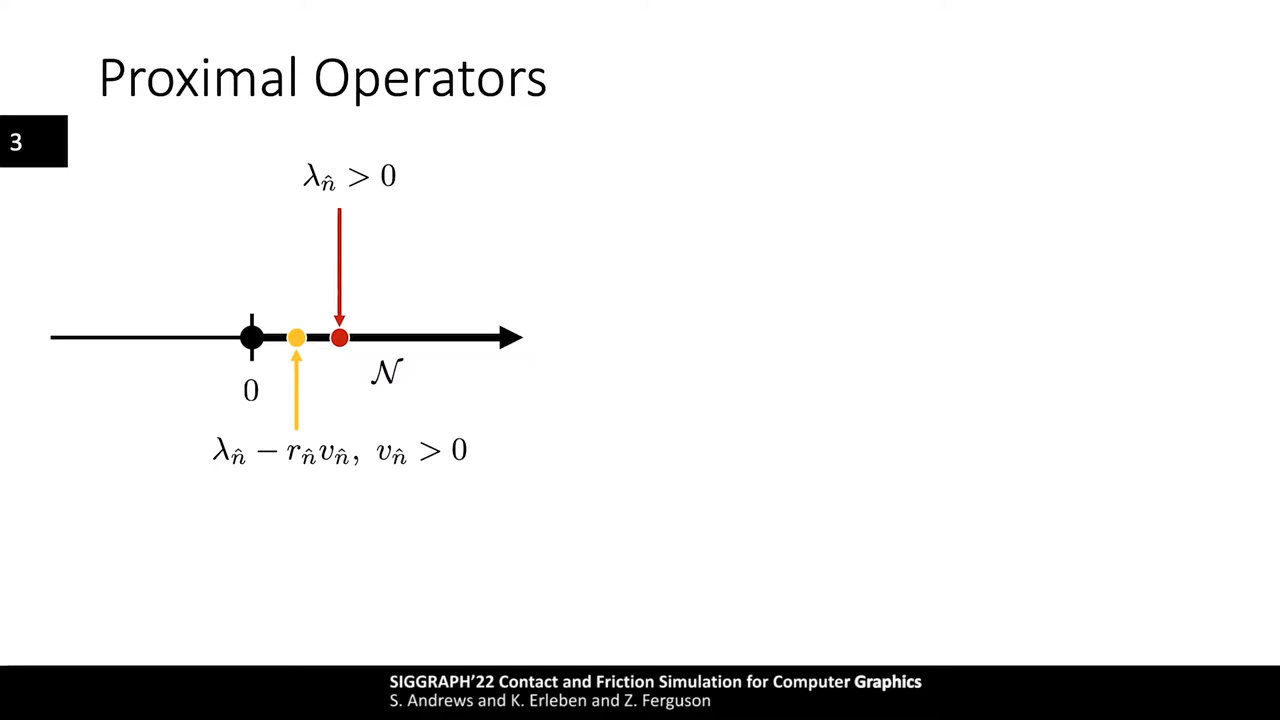 Proximal Operators
3
λ_n̂ > 0
0
𝒩
λ_n̂ − r_n̂ v_n̂, v_n̂ > 0
SIGGRAPH’22 Contact and Friction Simulation for Computer Graphics
S. Andrews and K. Erleben and Z. Ferguson